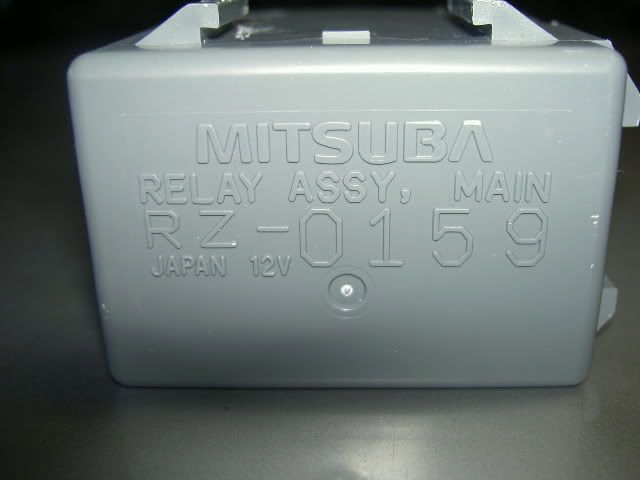 MITSUBA
RELAY ASSY, MAIN
RZ-0159
JAPAN 12V